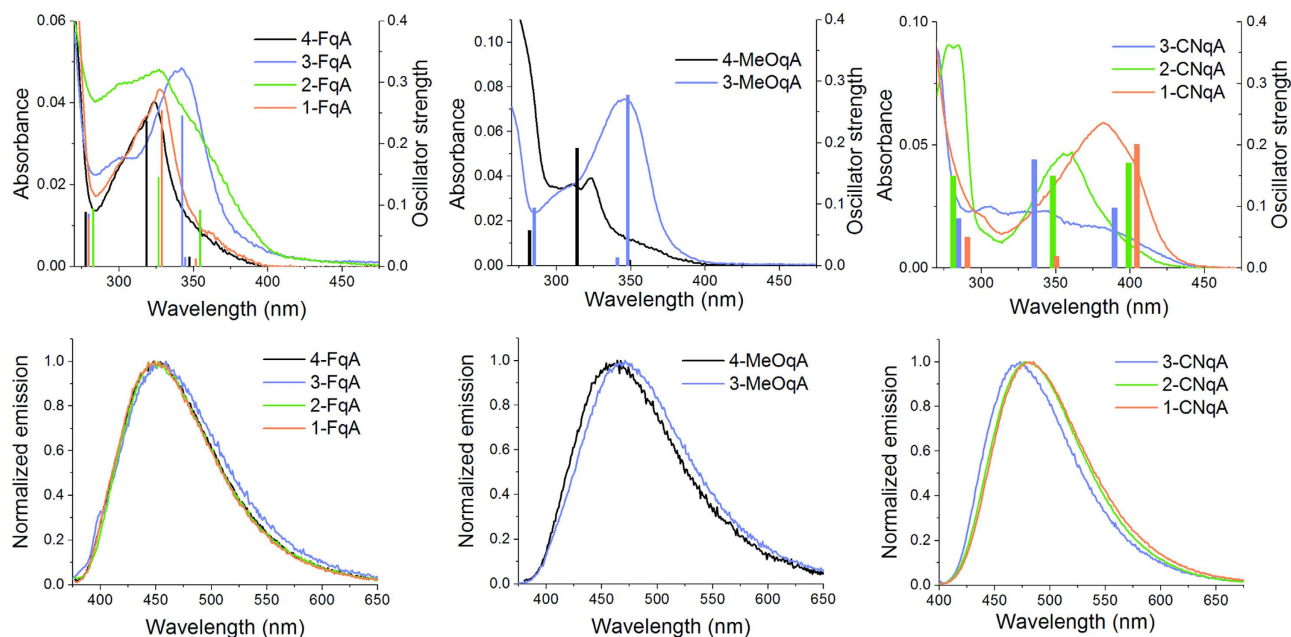 0.06
0.04
0.02
0.00
Absorbance
4-FqA
3-FqA
2-FqA
1-FqA
0.4
0.3
0.2
0.1
0.0
Oscillator strength
300
350
400
450
Wavelength (nm)
0.10
0.08
0.06
0.04
0.02
0.00
Absorbance
4-MeOqA
3-MeOqA
0.4
0.3
0.2
0.1
0.0
Oscillator strength
300
350
400
450
Wavelength (nm)
0.10
0.05
0.00
Absorbance
3-CNqA
2-CNqA
1-CNqA
0.4
0.3
0.2
0.1
0.0
Oscillator strength
300
350
400
450
Wavelength (nm)
1.0
0.8
0.6
0.4
0.2
0.0
Normalized emission
4-FqA
3-FqA
2-FqA
1-FqA
400
450
500
550
600
650
Wavelength (nm)
1.0
0.8
0.6
0.4
0.2
0.0
Normalized emission
4-MeOqA
3-MeOqA
400
450
500
550
600
650
Wavelength (nm)
1.0
0.8
0.6
0.4
0.2
0.0
Normalized emission
3-CNqA
2-CNqA
1-CNqA
400
450
500
550
600
650
Wavelength (nm)